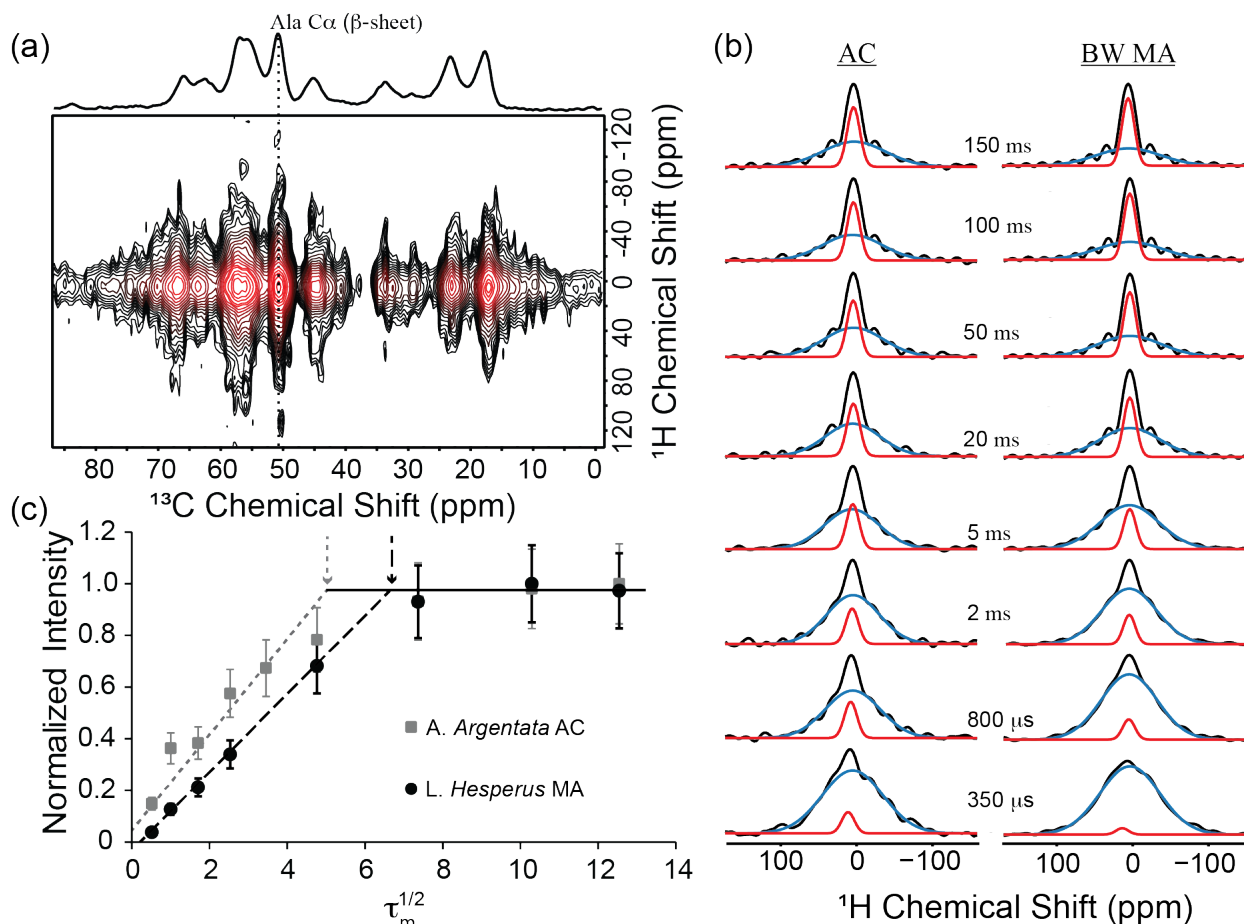 (a)
Ala Cα (β-sheet)
-120
-80
-40
0
40
80
120
¹H Chemical Shift (ppm)
80 70 60 50 40 30 20 10 0
¹³C Chemical Shift (ppm)
(b)
AC BW MA
150 ms
100 ms
50 ms
20 ms
5 ms
2 ms
800 μs
350 μs
100 0 -100 100 0 -100
¹H Chemical Shift (ppm)
(c)
Normalized Intensity
1.2
1.0
0.8
0.6
0.4
0.2
0
A. Argentata AC
L. Hesperus MA
0 2 4 6 8 10 12 14
τm1/2